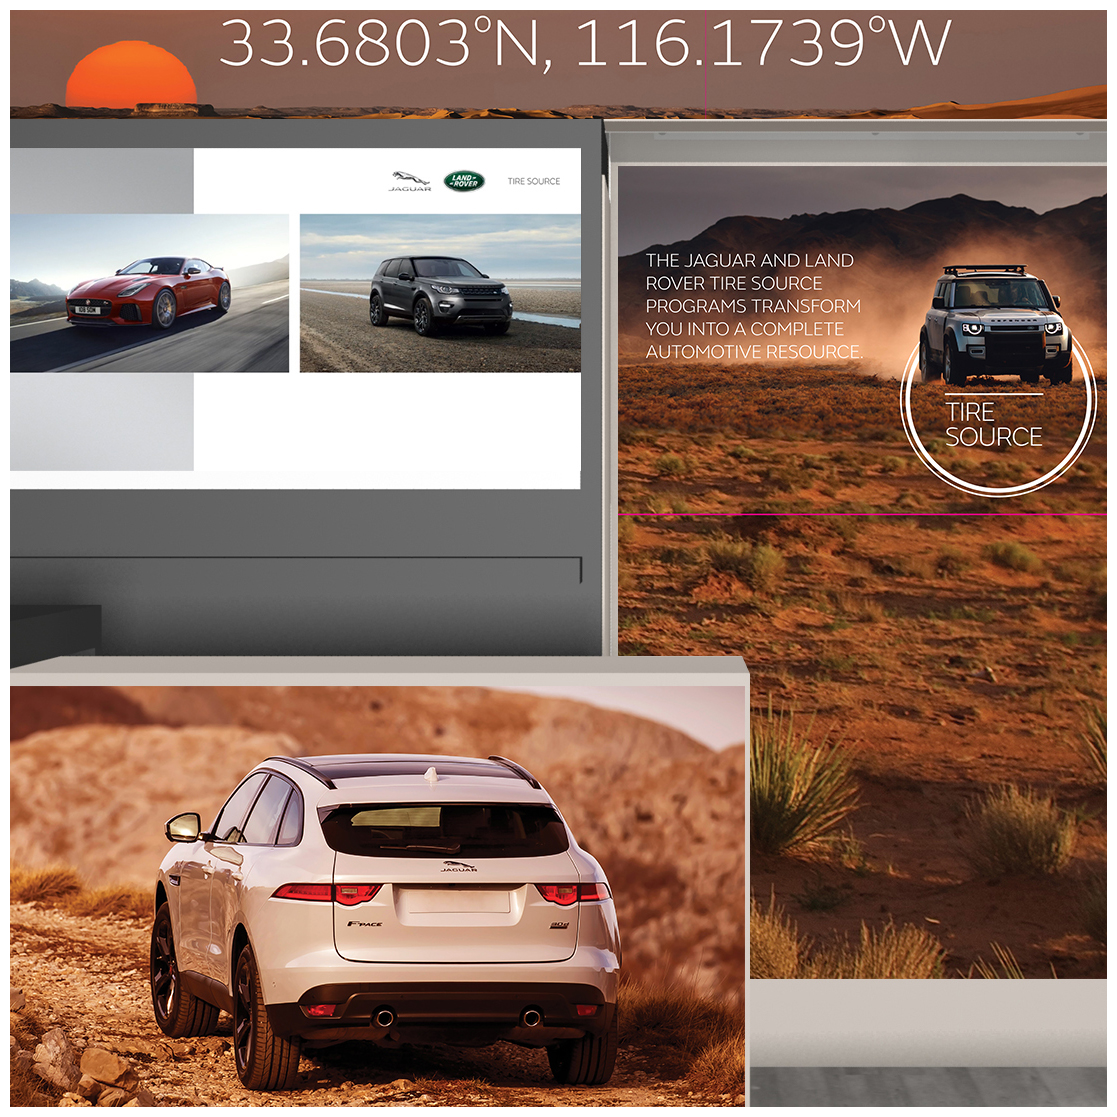 33.6803°N, 116.1739°W
JAGUAR
LAND ROVER
TIRE SOURCE
THE JAGUAR AND LAND
ROVER TIRE SOURCE
PROGRAMS TRANSFORM
YOU INTO A COMPLETE
AUTOMOTIVE RESOURCE.
TIRE
SOURCE
JAGUAR
F-PACE
30d